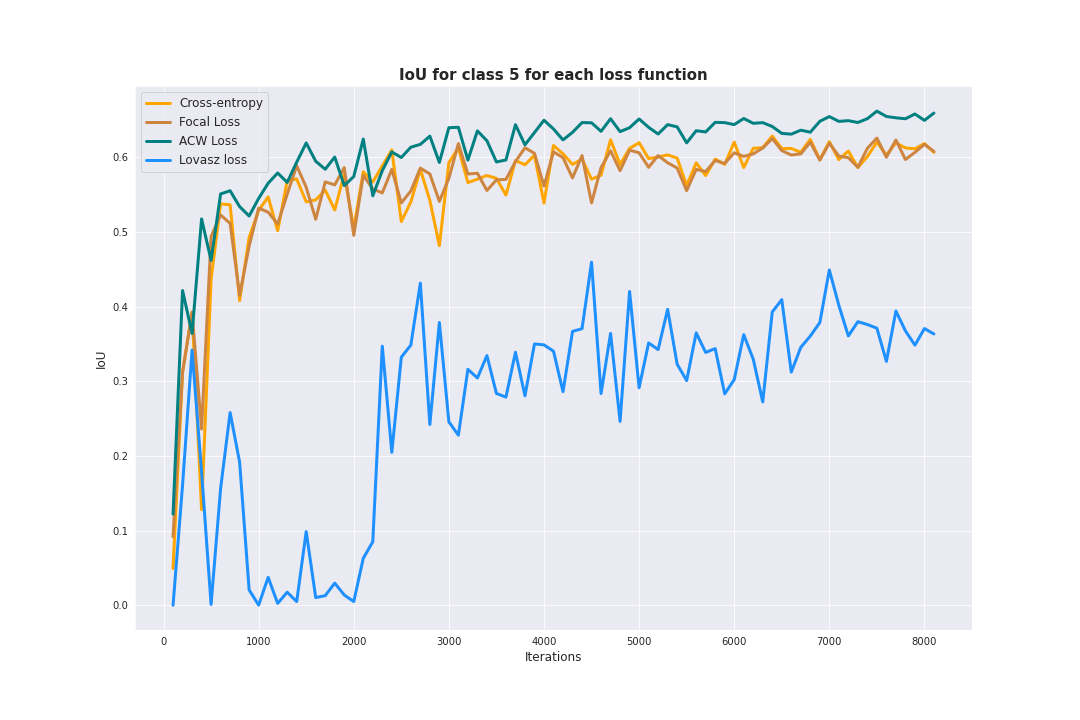 IoU for class 5 for each loss function
Cross-entropy
Focal Loss
ACW Loss
Lovasz loss
0.6
0.5
0.4
0.3
0.2
0.1
0.0
IoU
0 1000 2000 3000 4000 5000 6000 7000 8000
Iterations